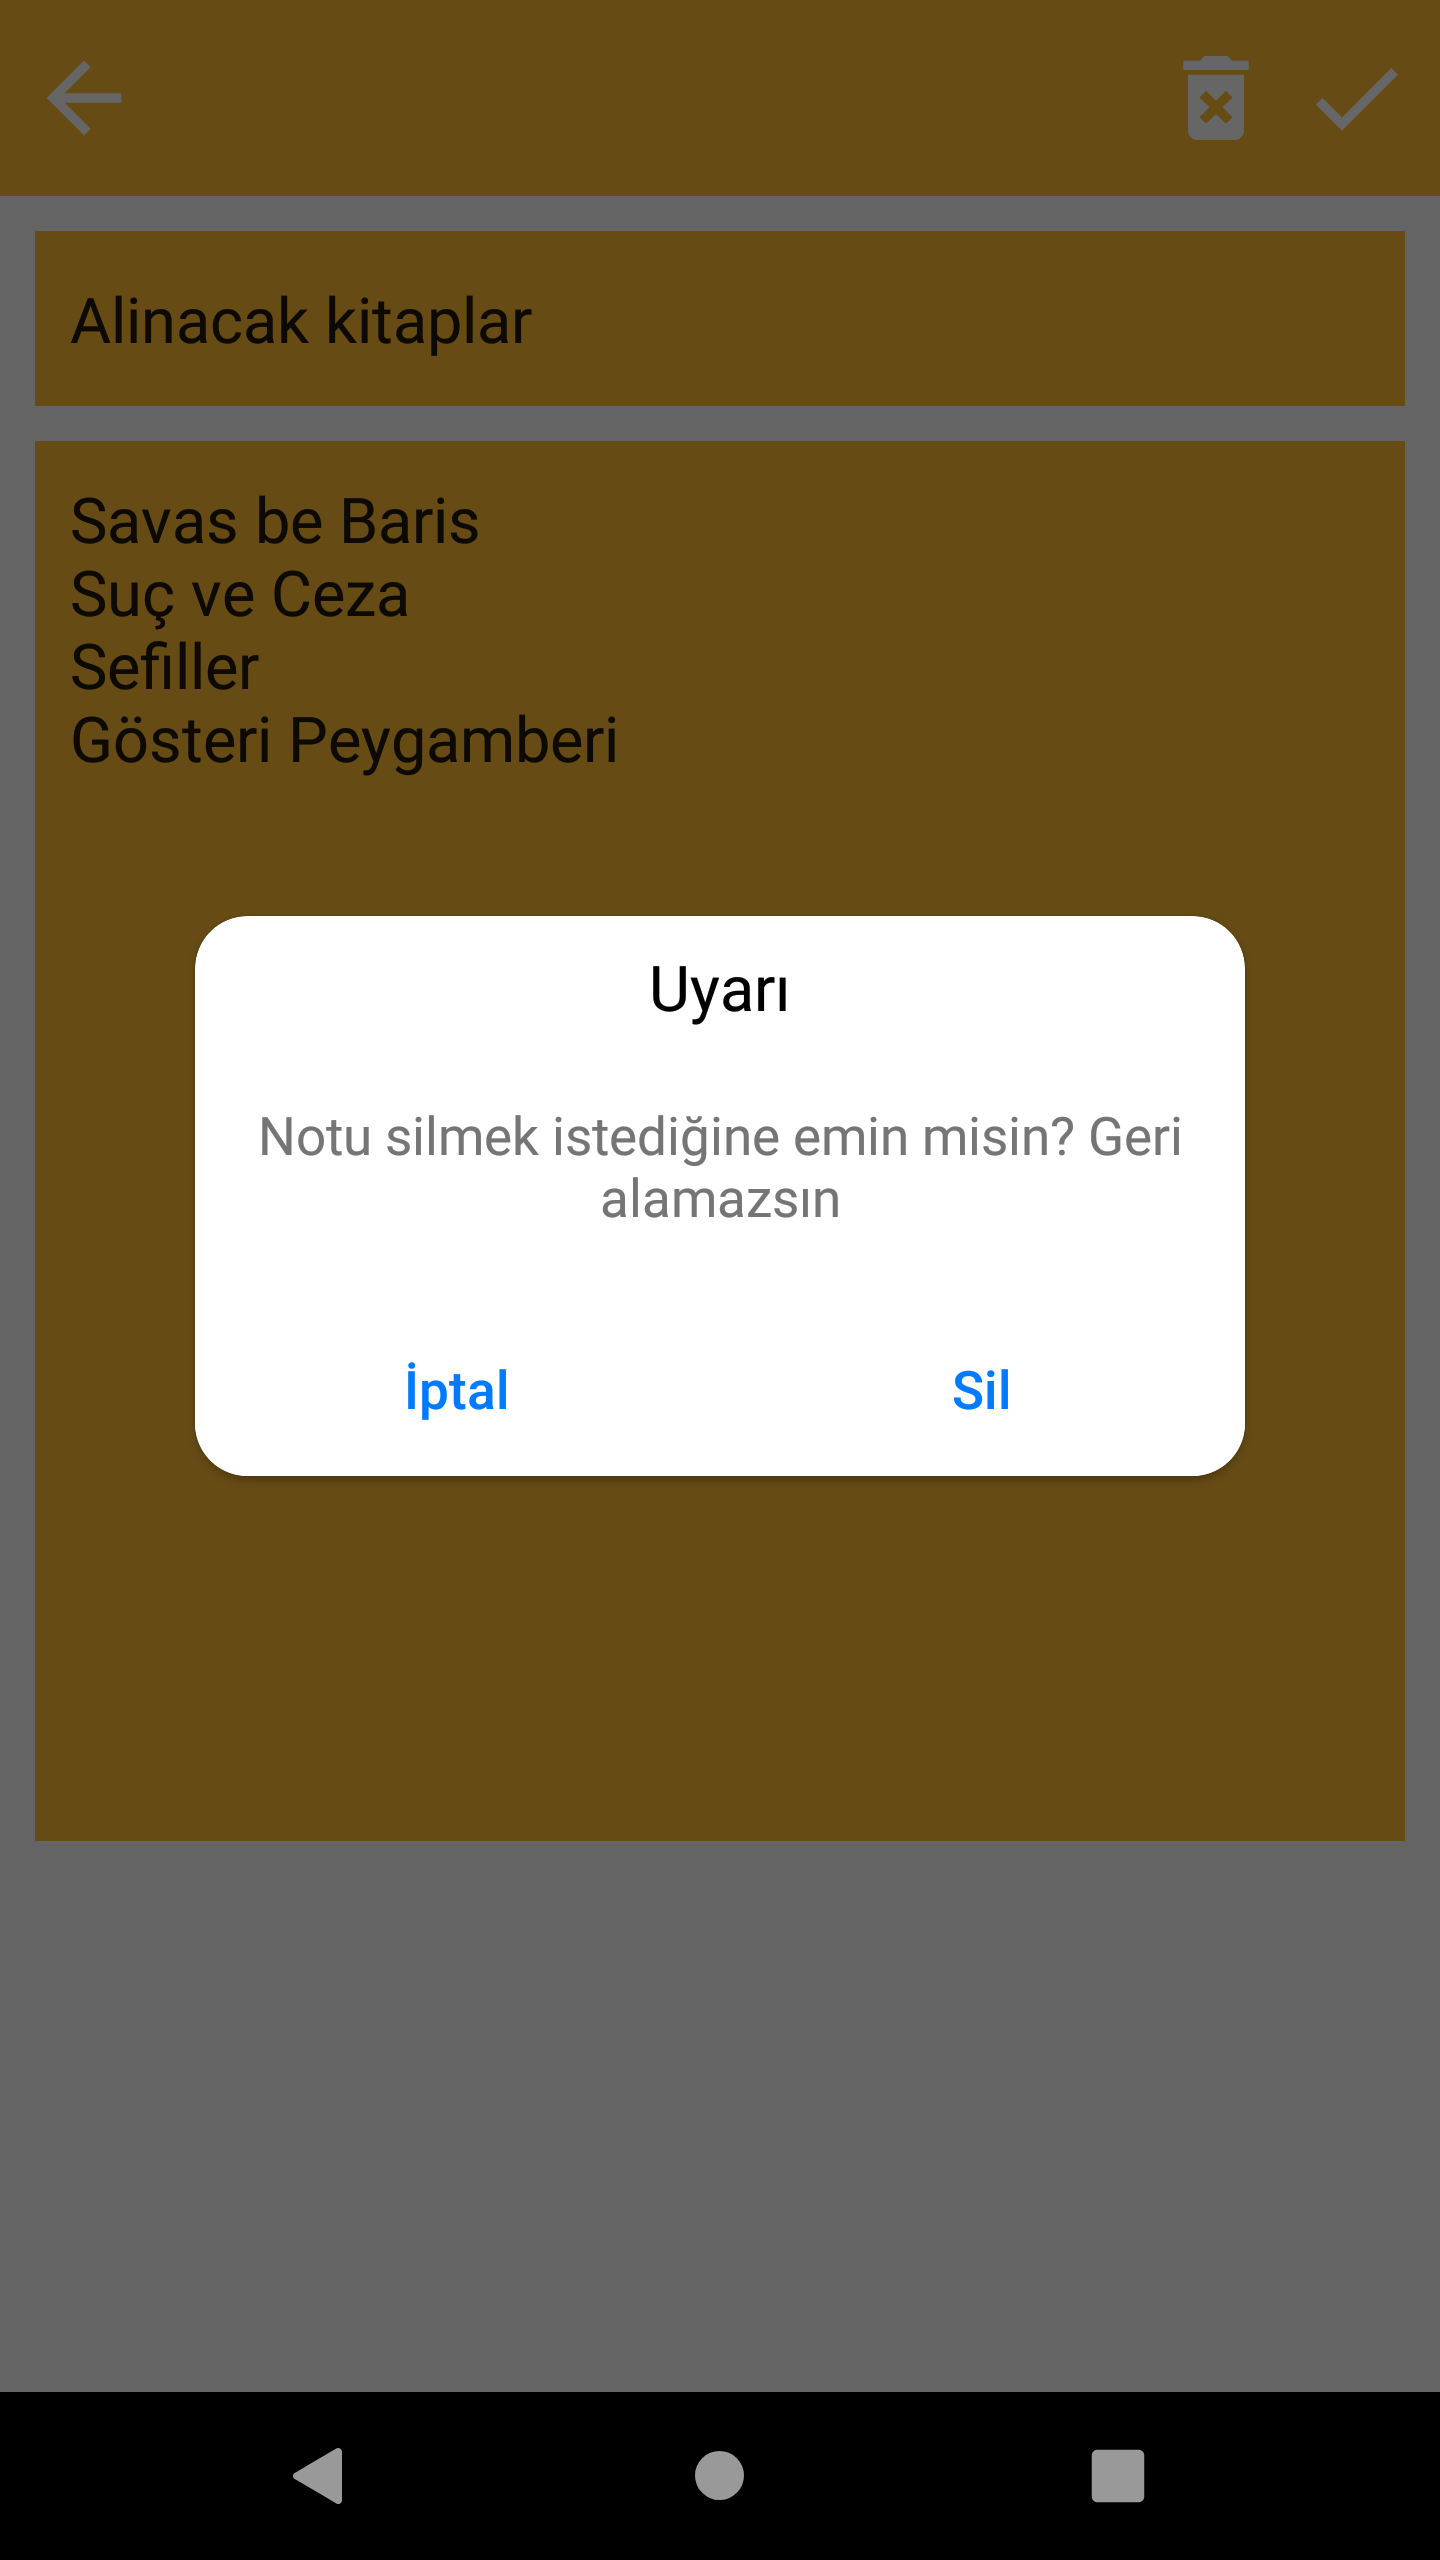 Alinacak kitaplar
Savas be Baris
Suç ve Ceza
Sefiller
Gösteri Peygamberi
Uyarı
Notu silmek istediğine emin misin? Geri
alamazsın
İptal
Sil